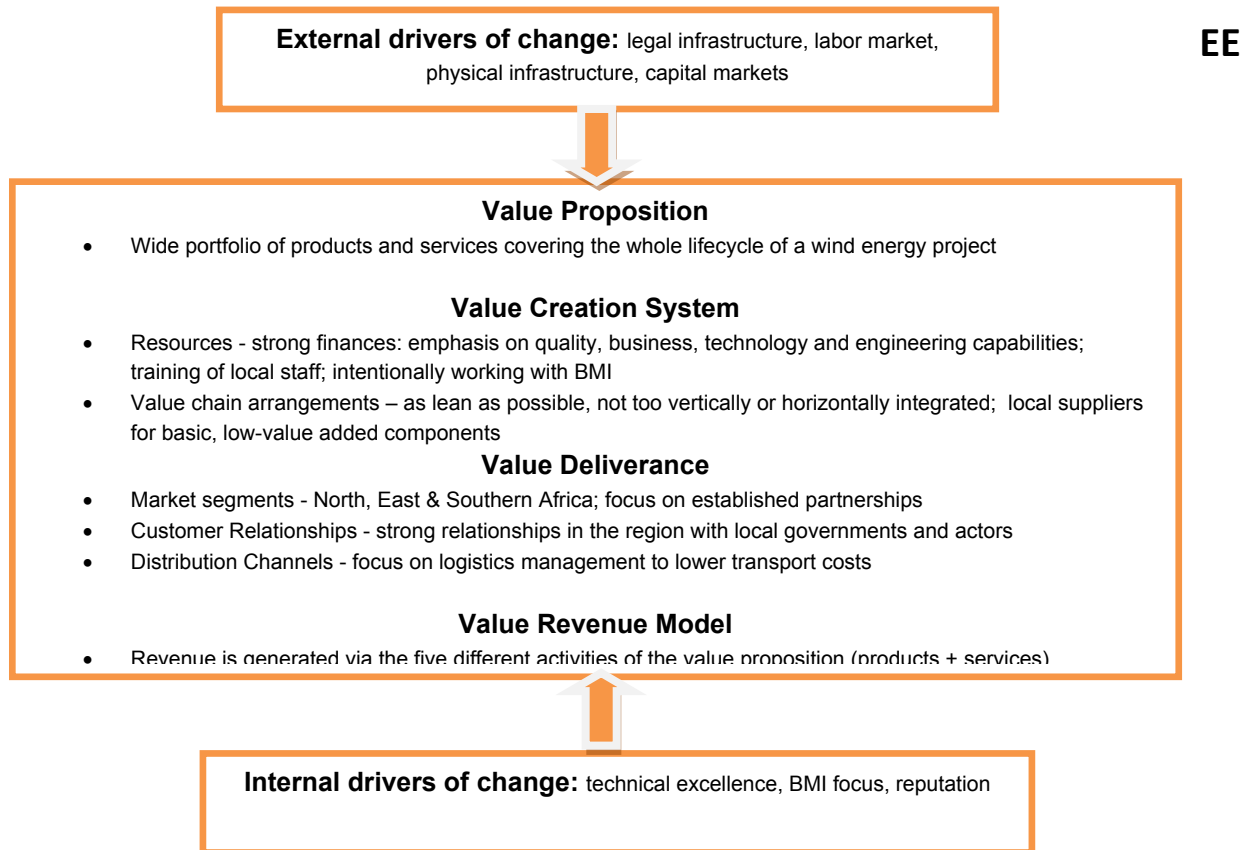 External drivers of change: legal infrastructure, labor market,
physical infrastructure, capital markets
EE
Value Proposition
• Wide portfolio of products and services covering the whole lifecycle of a wind energy project
Value Creation System
• Resources - strong finances: emphasis on quality, business, technology and engineering capabilities;
training of local staff; intentionally working with BMI
• Value chain arrangements – as lean as possible, not too vertically or horizontally integrated; local suppliers
for basic, low-value added components
Value Deliverance
• Market segments - North, East & Southern Africa; focus on established partnerships
• Customer Relationships - strong relationships in the region with local governments and actors
• Distribution Channels - focus on logistics management to lower transport costs
Value Revenue Model
• Revenue is generated via the five different activities of the value proposition (products + services)
Internal drivers of change: technical excellence, BMI focus, reputation